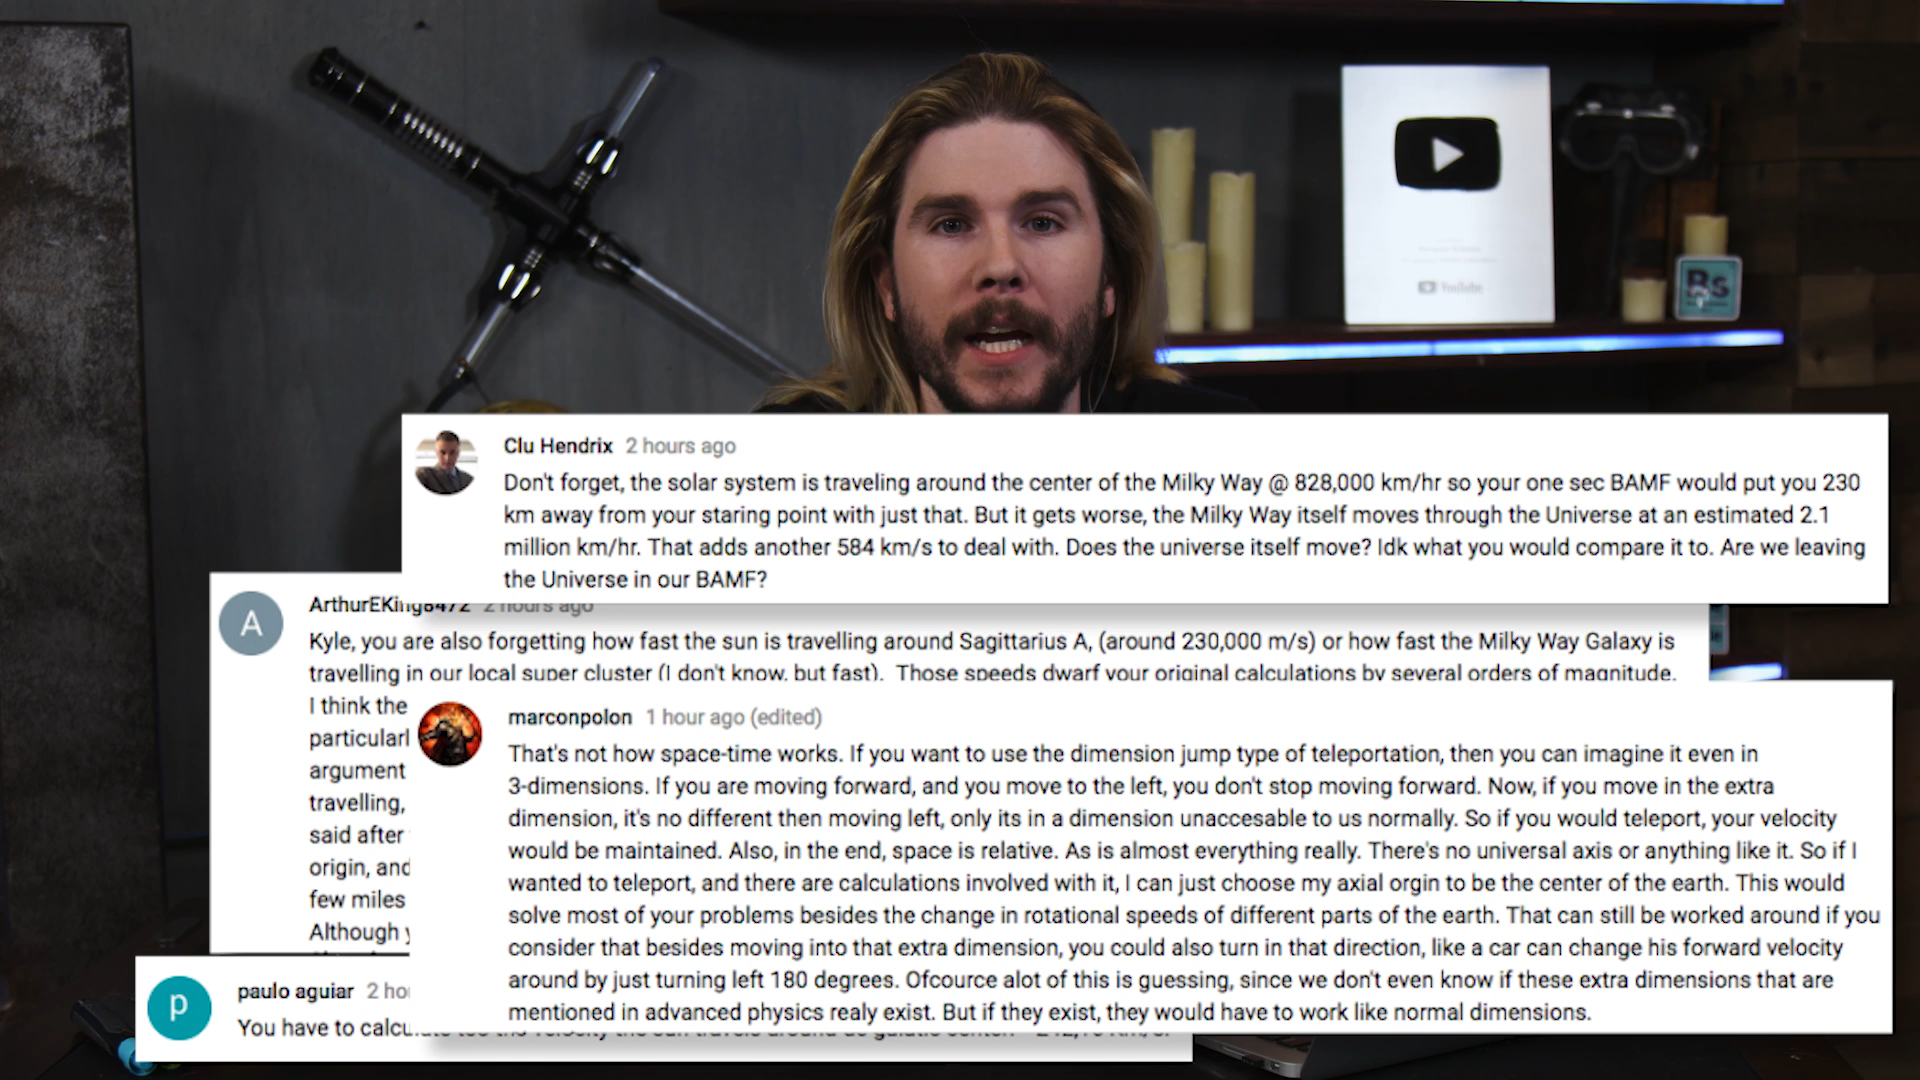 YouTube
Bs
Clu Hendrix 2 hours ago
Don't forget, the solar system is traveling around the center of the Milky Way @ 828,000 km/hr so your one sec BAMF would put you 230
km away from your staring point with just that. But it gets worse, the Milky Way itself moves through the Universe at an estimated 2.1
million km/hr. That adds another 584 km/s to deal with. Does the universe itself move? Idk what you would compare it to. Are we leaving
the Universe in our BAMF?
A
ArthurEKing8472 2 hours ago
Kyle, you are also forgetting how fast the sun is travelling around Sagittarius A, (around 230,000 m/s) or how fast the Milky Way Galaxy is
travelling in our local super cluster (I don't know, but fast). Those speeds dwarf your original calculations by several orders of magnitude.
I think the
particularl
argument
travelling,
said after
origin, and
few miles
Although
marconpolon 1 hour ago (edited)
That's not how space-time works. If you want to use the dimension jump type of teleportation, then you can imagine it even in
3-dimensions. If you are moving forward, and you move to the left, you don't stop moving forward. Now, if you move in the extra
dimension, it's no different then moving left, only its in a dimension unaccesable to us normally. So if you would teleport, your velocity
would be maintained. Also, in the end, space is relative. As is almost everything really. There's no universal axis or anything like it. So if I
wanted to teleport, and there are calculations involved with it, I can just choose my axial orgin to be the center of the earth. This would
solve most of your problems besides the change in rotational speeds of different parts of the earth. That can still be worked around if you
consider that besides moving into that extra dimension, you could also turn in that direction, like a car can change his forward velocity
around by just turning left 180 degrees. Ofcource alot of this is guessing, since we don't even know if these extra dimensions that are
mentioned in advanced physics realy exist. But if they exist, they would have to work like normal dimensions.
p
paulo aguiar 2 ho
You have to calcu